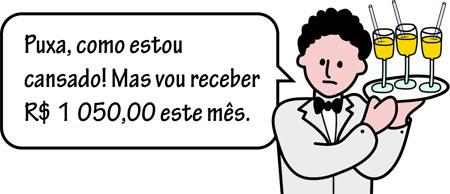 Puxa, como estou
cansado! Mas vou receber
R$ 1 050,00 este mês.